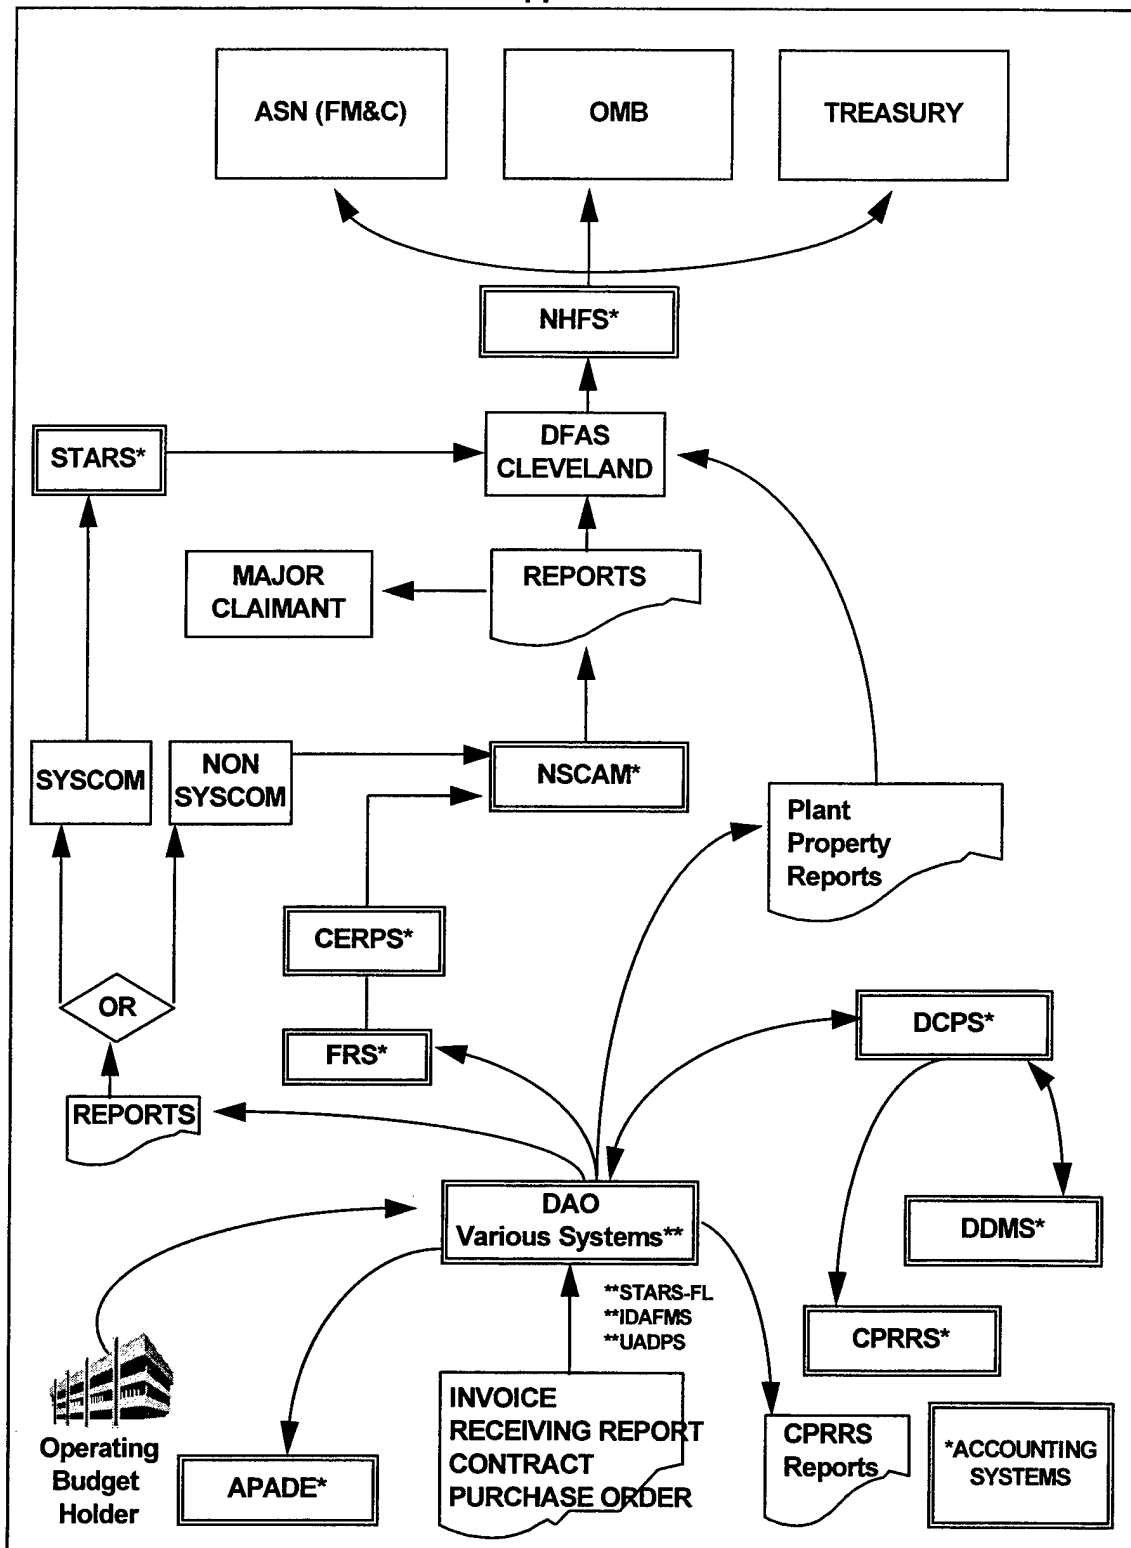 ASN (FM&C)
OMB
TREASURY
NHFS*
STARS*
DFAS
CLEVELAND
MAJOR
CLAIMANT
REPORTS
SYSCOM
NON
SYSCOM
NSCAM*
Plant
Property
Reports
CERPS*
OR
FRS*
DCPS*
REPORTS
DAO
Various Systems**
DDMS*
**STARS-FL
**IDAFMS
**UADPS
CPRRS*
Operating
Budget
Holder
APADE*
INVOICE
RECEIVING REPORT
CONTRACT
PURCHASE ORDER
CPRRS
Reports
*ACCOUNTING
SYSTEMS